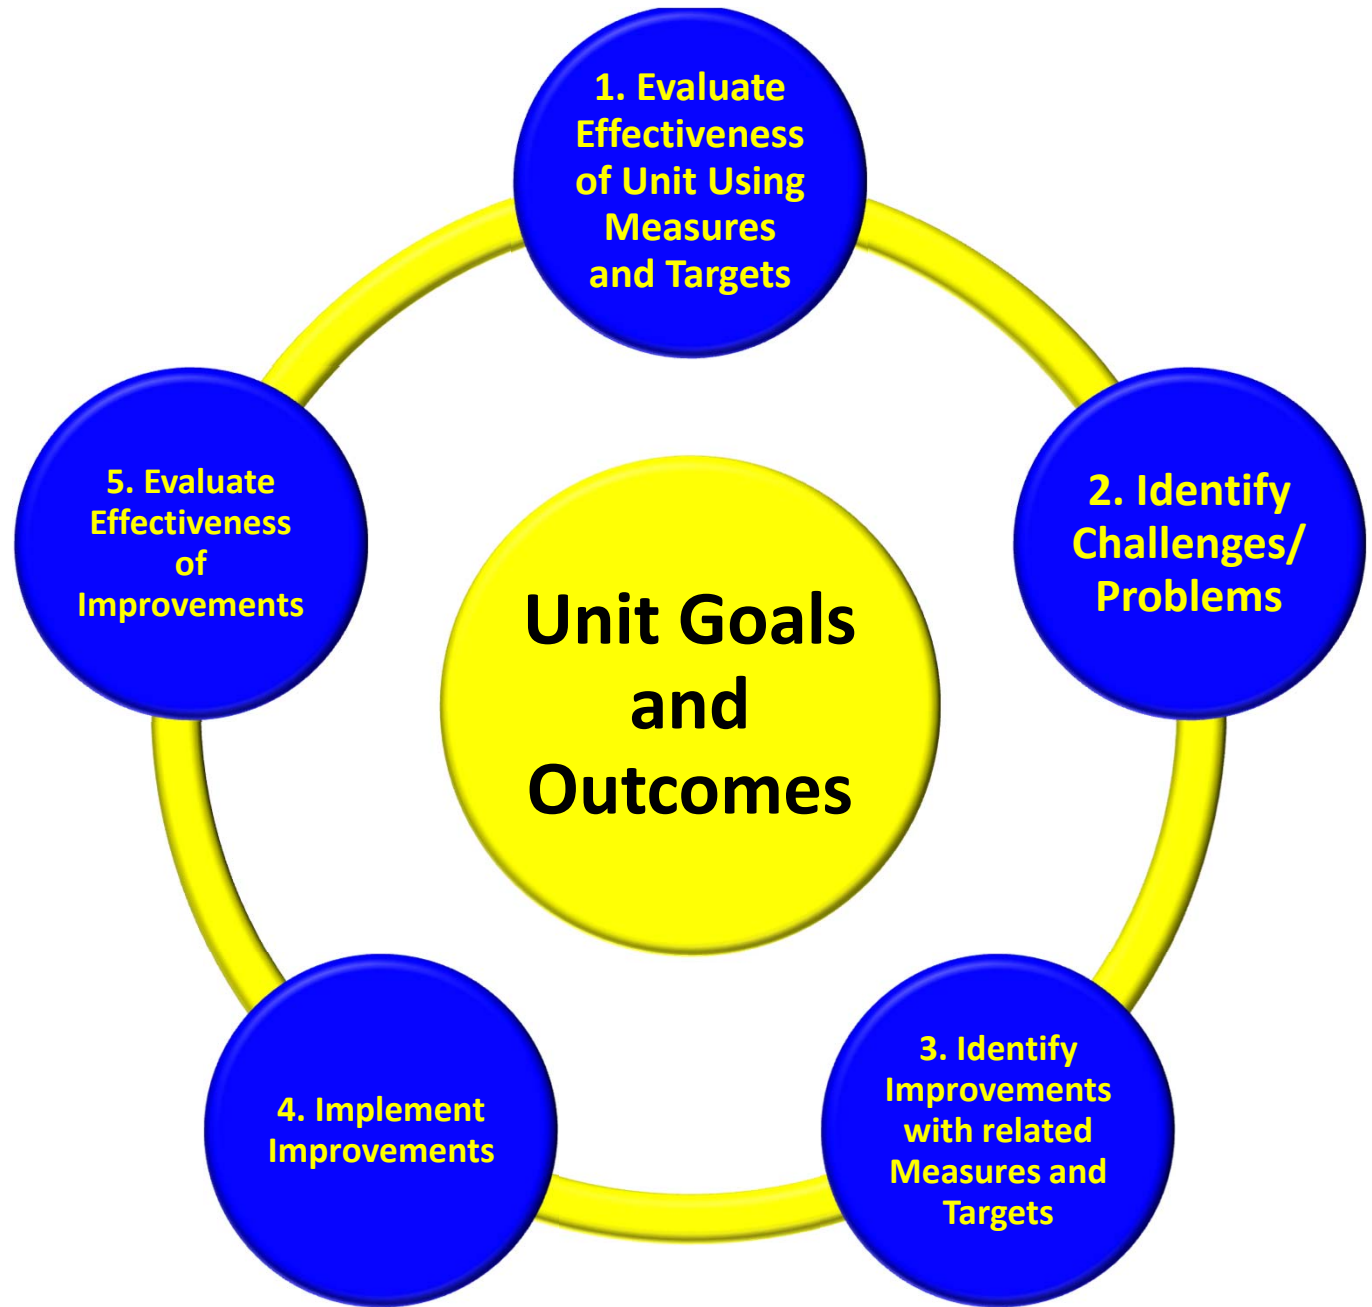 1. Evaluate
Effectiveness
of Unit Using
Measures
and Targets
2. Identify
Challenges/
Problems
3. Identify
Improvements
with related
Measures and
Targets
4. Implement
Improvements
5. Evaluate
Effectiveness
of
Improvements
Unit Goals
and
Outcomes